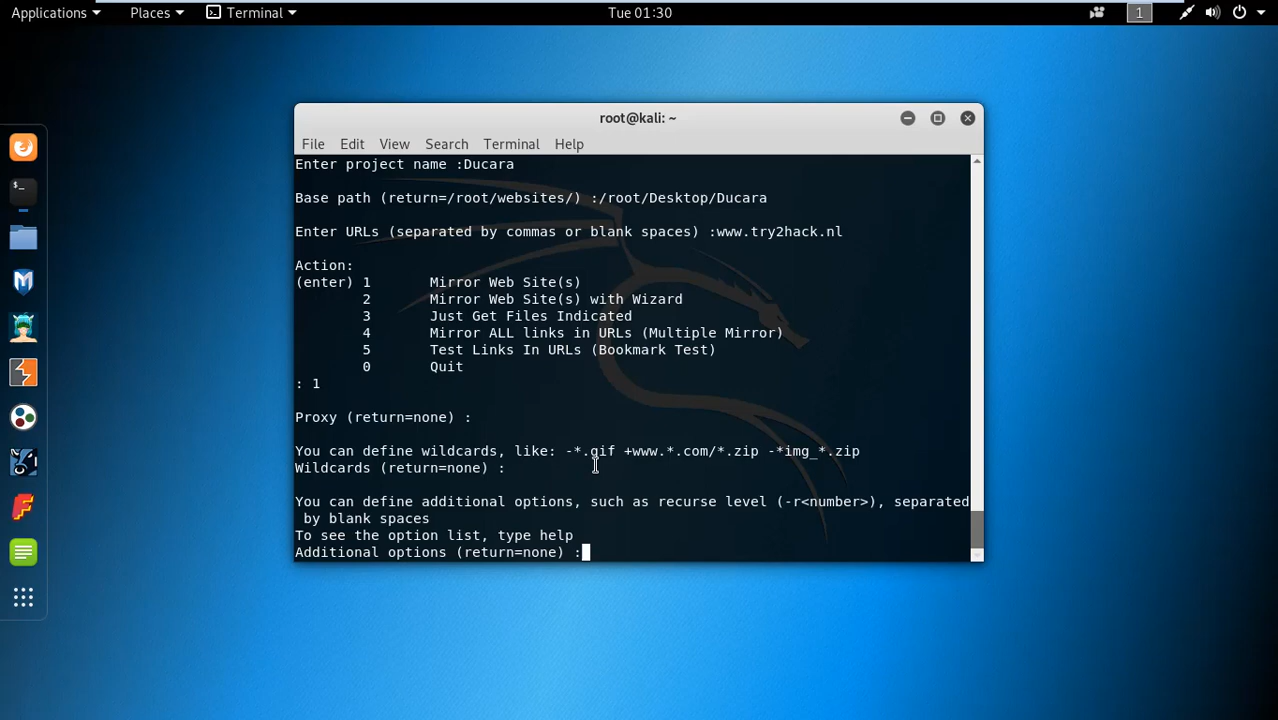 Applications Places Terminal Tue 01:30 1
root@kali: ~
File Edit View Search Terminal Help
Enter project name :Ducara
Base path (return=/root/websites/) :/root/Desktop/Ducara
Enter URLs (separated by commas or blank spaces) :www.try2hack.nl
Action:
(enter) 1 Mirror Web Site(s)
2 Mirror Web Site(s) with Wizard
3 Just Get Files Indicated
4 Mirror ALL links in URLs (Multiple Mirror)
5 Test Links In URLs (Bookmark Test)
0 Quit
: 1
Proxy (return=none) :
You can define wildcards, like: -*.gif +www.*.com/*.zip -*img_*.zip
Wildcards (return=none) :
You can define additional options, such as recurse level (-r<number>), separated
by blank spaces
To see the option list, type help
Additional options (return=none) :